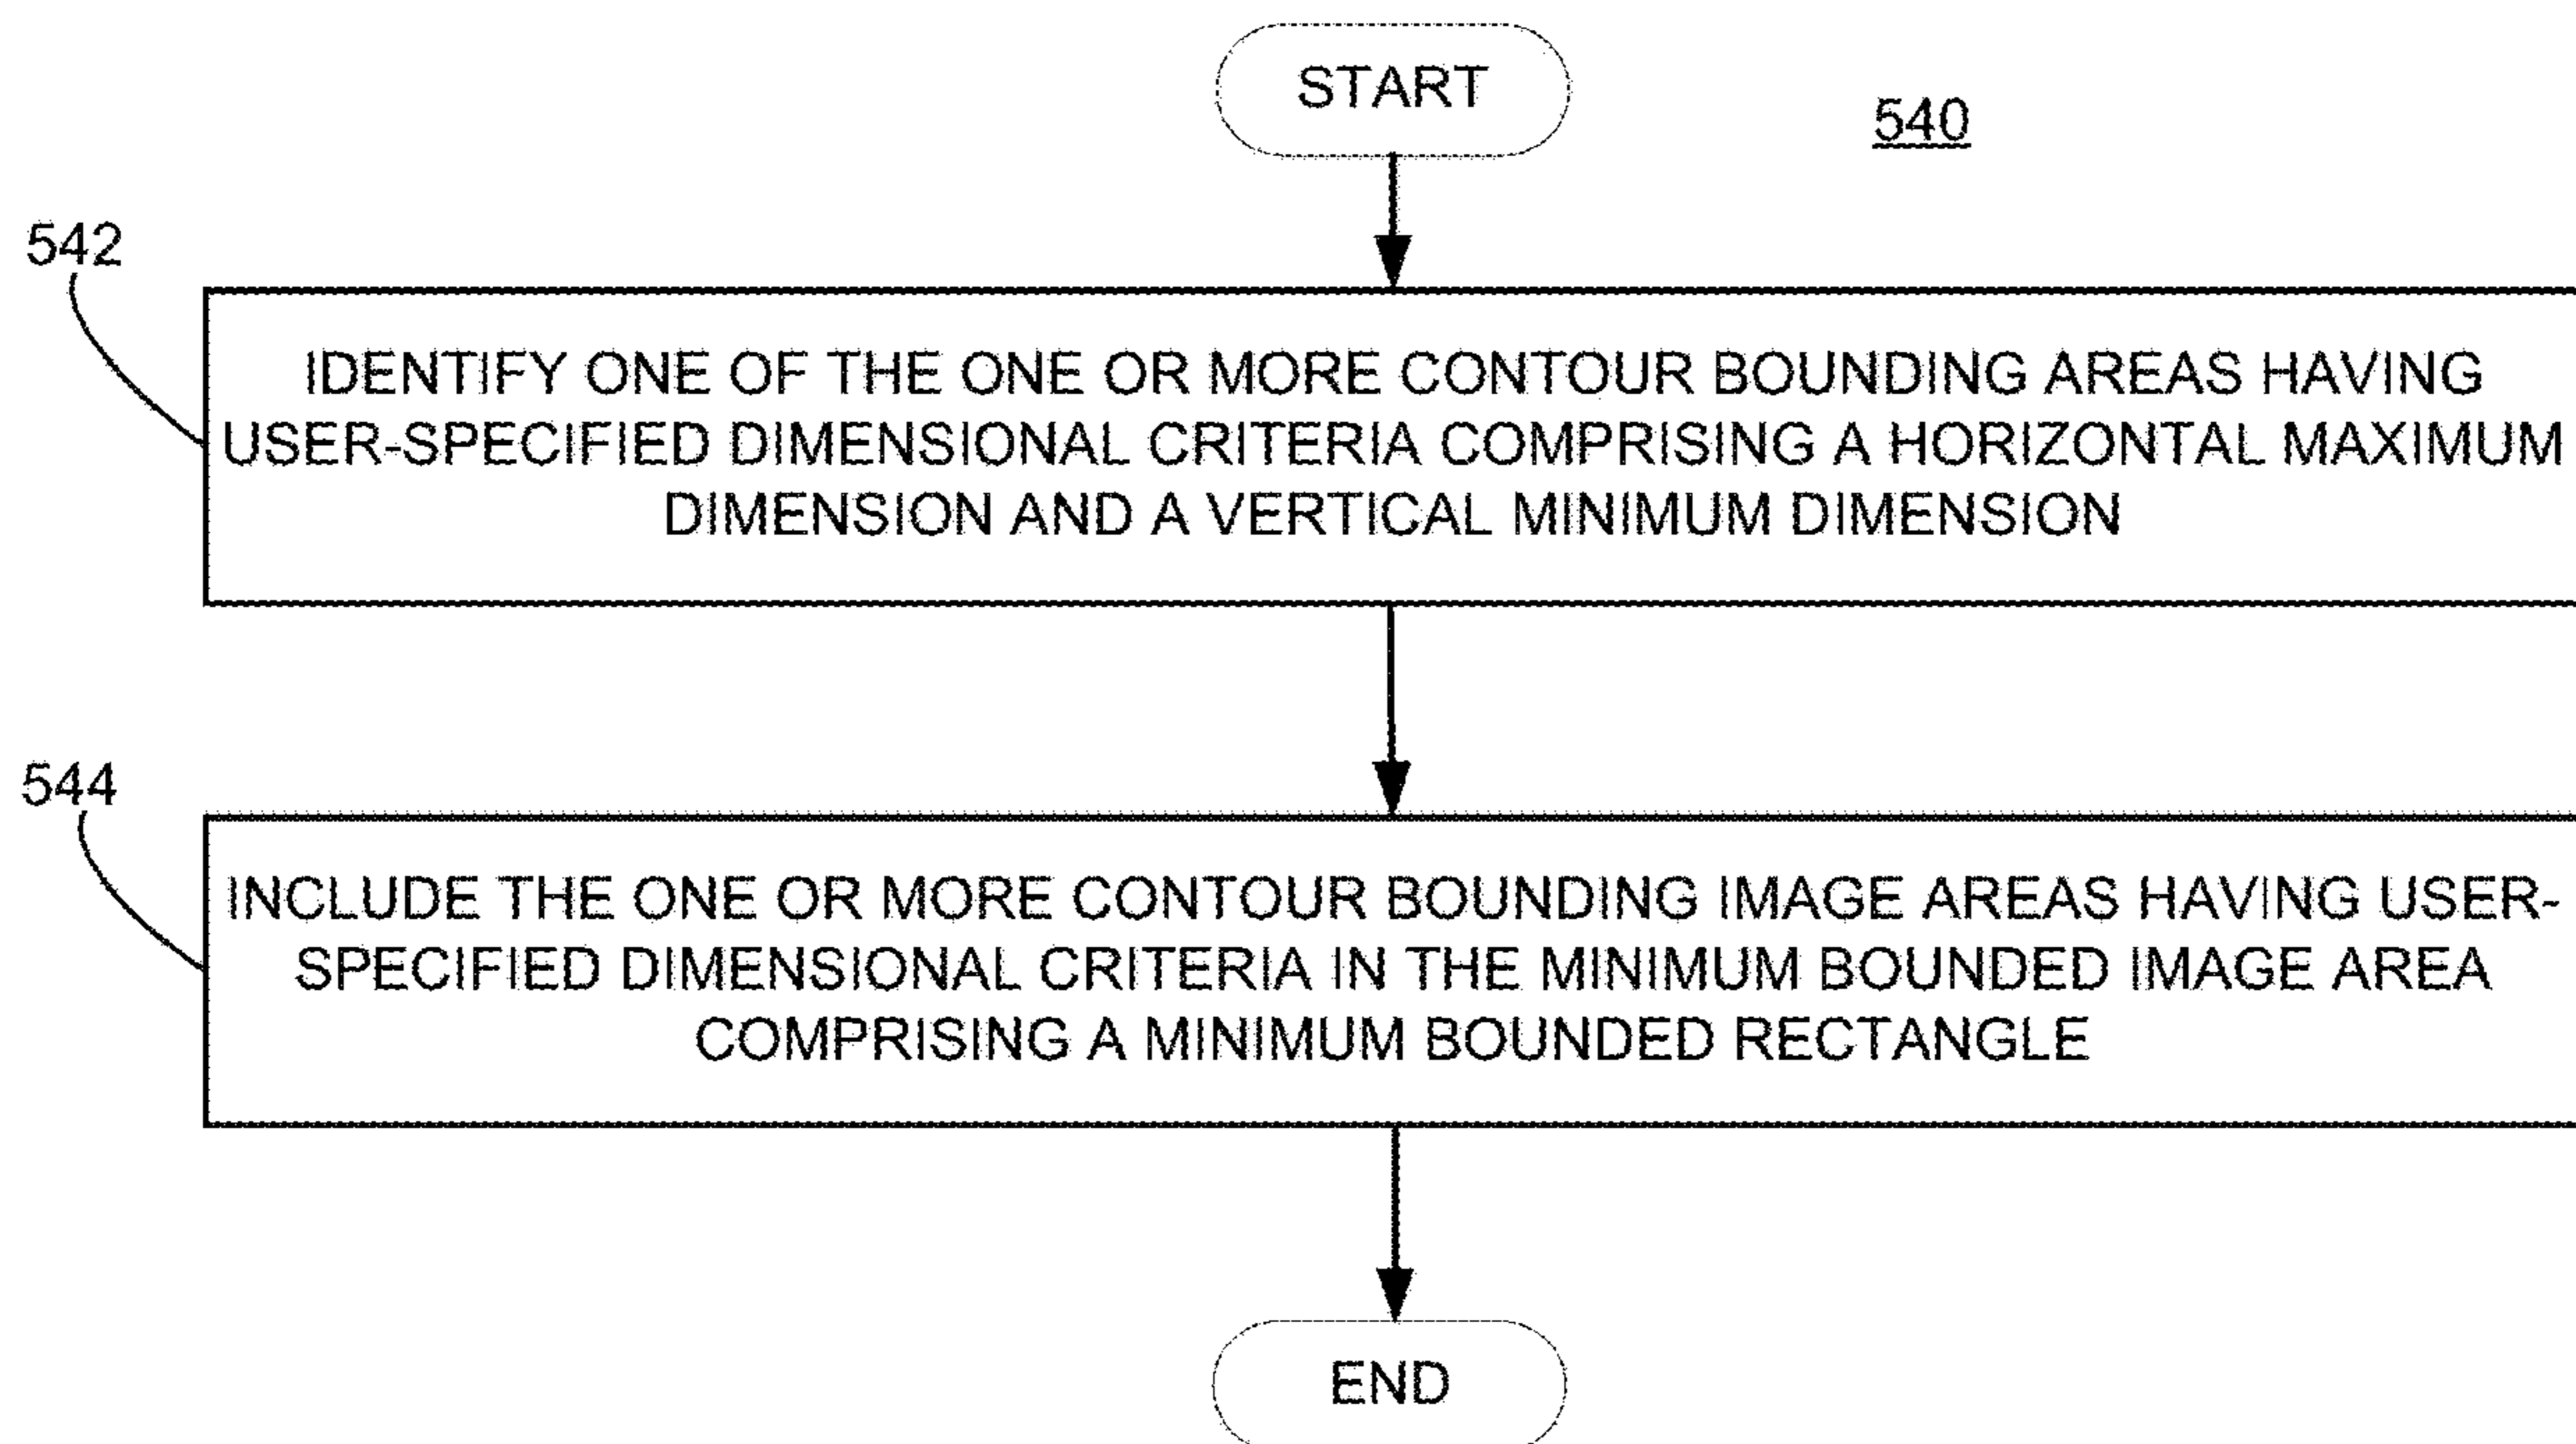 START
540
542
IDENTIFY ONE OF THE ONE OR MORE CONTOUR BOUNDING AREAS HAVING
USER-SPECIFIED DIMENSIONAL CRITERIA COMPRISING A HORIZONTAL MAXIMUM
DIMENSION AND A VERTICAL MINIMUM DIMENSION
544
INCLUDE THE ONE OR MORE CONTOUR BOUNDING IMAGE AREAS HAVING USER-
SPECIFIED DIMENSIONAL CRITERIA IN THE MINIMUM BOUNDED IMAGE AREA
COMPRISING A MINIMUM BOUNDED RECTANGLE
END